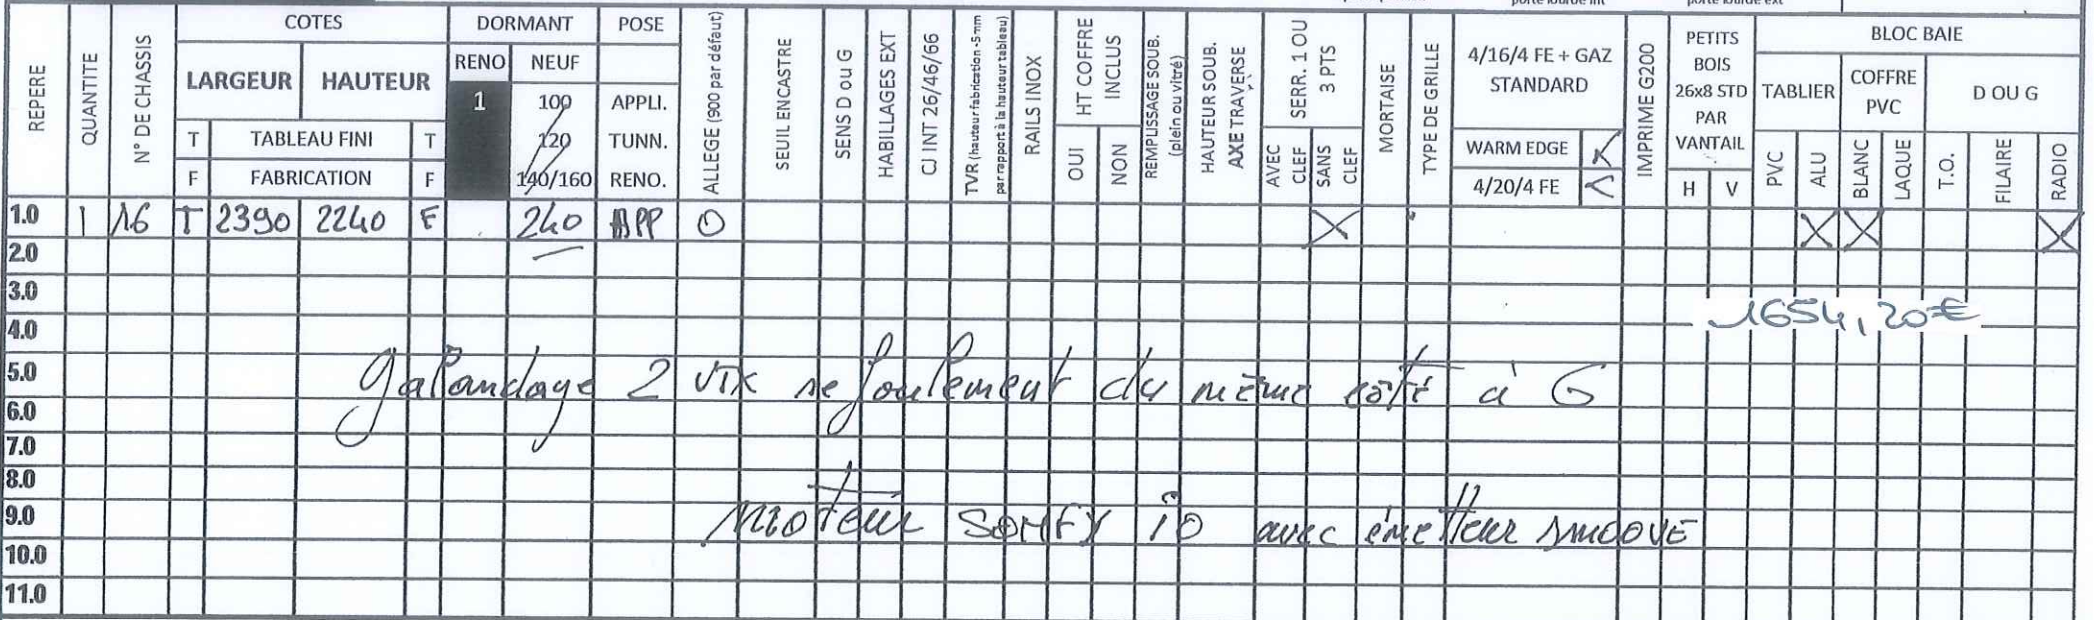 REPERE
QUANTITE
N° DE CHASSIS
COTES
LARGEUR HAUTEUR
T TABLEAU FINI T
F FABRICATION F
DORMANT
RENO NEUF
1 100
120
140/160
POSE
APPLI.
TUNN.
RENO.
ALLEGE (900 par défaut)
SEUIL ENCASTRE
SENS D ou G
HABILLAGES EXT
CJ INT 26/46/66
TVR (hauteur fabrication -5mm
par rapport à la hauteur tableau)
RAILS INOX
HT COFFRE
INCLUS
OUI NON
REMPLISSAGE SOUB.
(plein ou vitré)
HAUTEUR SOUB.
AXE TRAVERSE
SERR. 1 OU
3 PTS
AVEC
CLEF
SANS
CLEF
MORTAISE
TYPE DE GRILLE
4/16/4 FE + GAZ
STANDARD
WARM EDGE
4/20/4 FE
IMPRIME G200
PETITS
BOIS
26x8 STD
PAR
VANTAIL
H V
BLOC BAIE
TABLIER
COFFRE
PVC
D OU G
PVC ALU BLANC LAQUE T.O. FILAIRE RADIO
1.0 1 16 T 2390 2240 F 240 APP 0 X X X X
2.0
3.0
1654,20€
4.0
5.0
galandage 2 vtx refoulement du même côté à G
6.0
7.0
8.0
9.0
moteur SOMFY io avec émetteur smoove
10.0
11.0